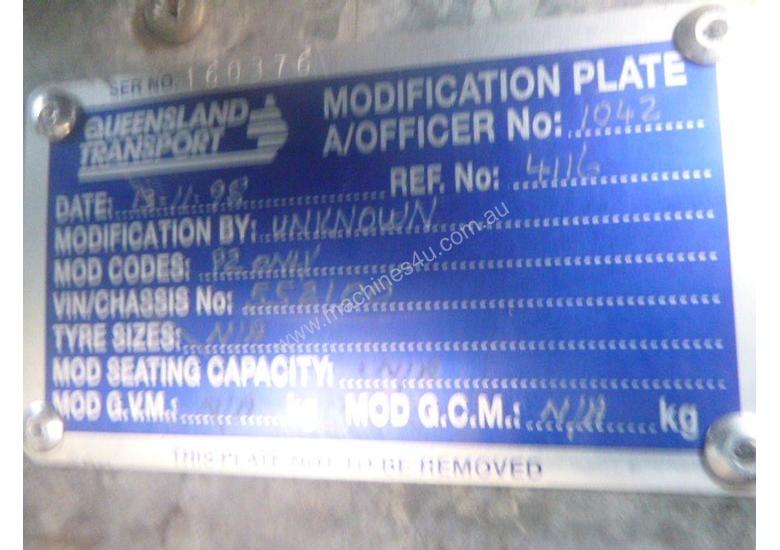 SER NO. 160376
QUEENSLAND TRANSPORT
MODIFICATION PLATE
A/OFFICER No: 1042
REF. No: 4116
DATE: 11-98
MODIFICATION BY: UNKNOWN
MOD CODES: P2 ONLY
VIN/CHASSIS No:
TYRE SIZES: N/A
MOD SEATING CAPACITY: N/A
MOD G.V.M.: N/A kg MOD G.C.M.: N/A kg
THIS PLATE NOT TO BE REMOVED
www.machines4u.com.au